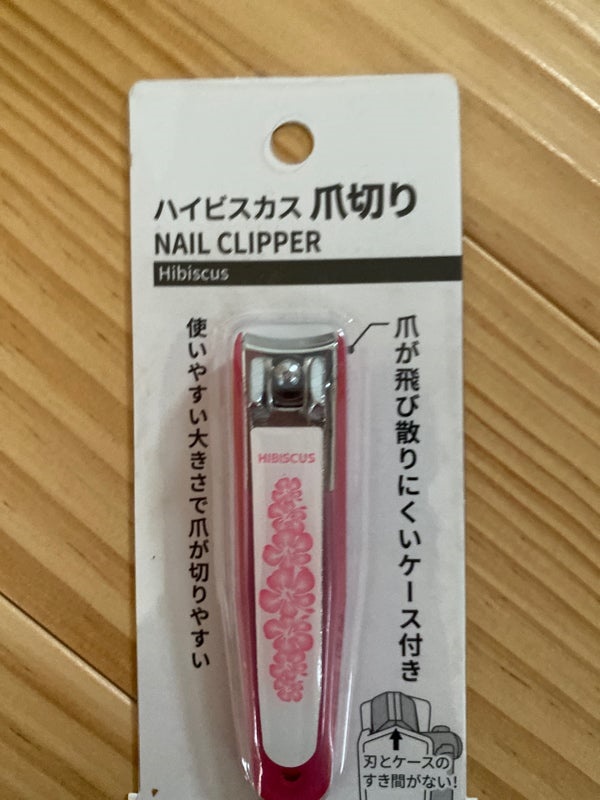 ハイビスカス 爪切り
NAIL CLIPPER
Hibiscus
爪が飛び散りにくいケース付き
使いやすい大きさで爪が切りやすい
HIBISCUS
刃とケースの
すき間がない!